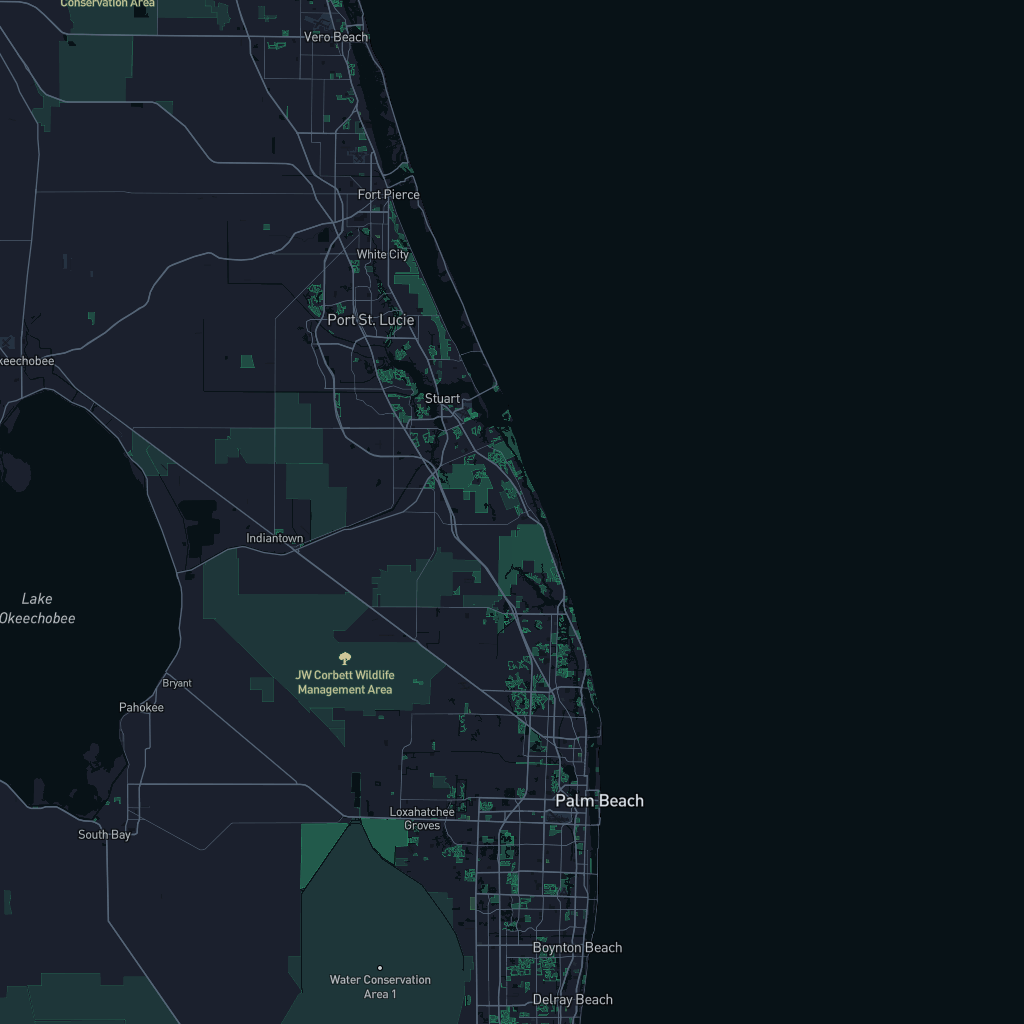 Conservation Area
Vero Beach
Fort Pierce
White City
Port St. Lucie
keechobee
Stuart
Indiantown
Lake
Okeechobee
JW Corbett Wildlife
Management Area
Bryant
Pahokee
Palm Beach
Loxahatchee
Groves
South Bay
Boynton Beach
Water Conservation
Area 1
Delray Beach